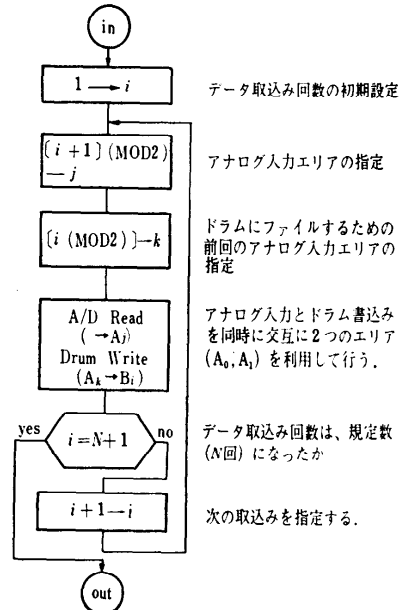 in
1 → i
データ取込み回数の初期設定
[i+1](MOD2)
—j
アナログ入力エリアの指定
[i (MOD2)]—k
ドラムにファイルするための
前回のアナログ入力エリアの
指定
A/D Read
(→Aj)
Drum Write
(Ak→Bi)
アナログ入力とドラム書込み
を同時に交互に2つのエリア
(A₀, A₁) を利用して行う.
yes
i=N+1
no
データ取込み回数は、規定数
(N回) になったか
i+1—i
次の取込みを指定する.
out